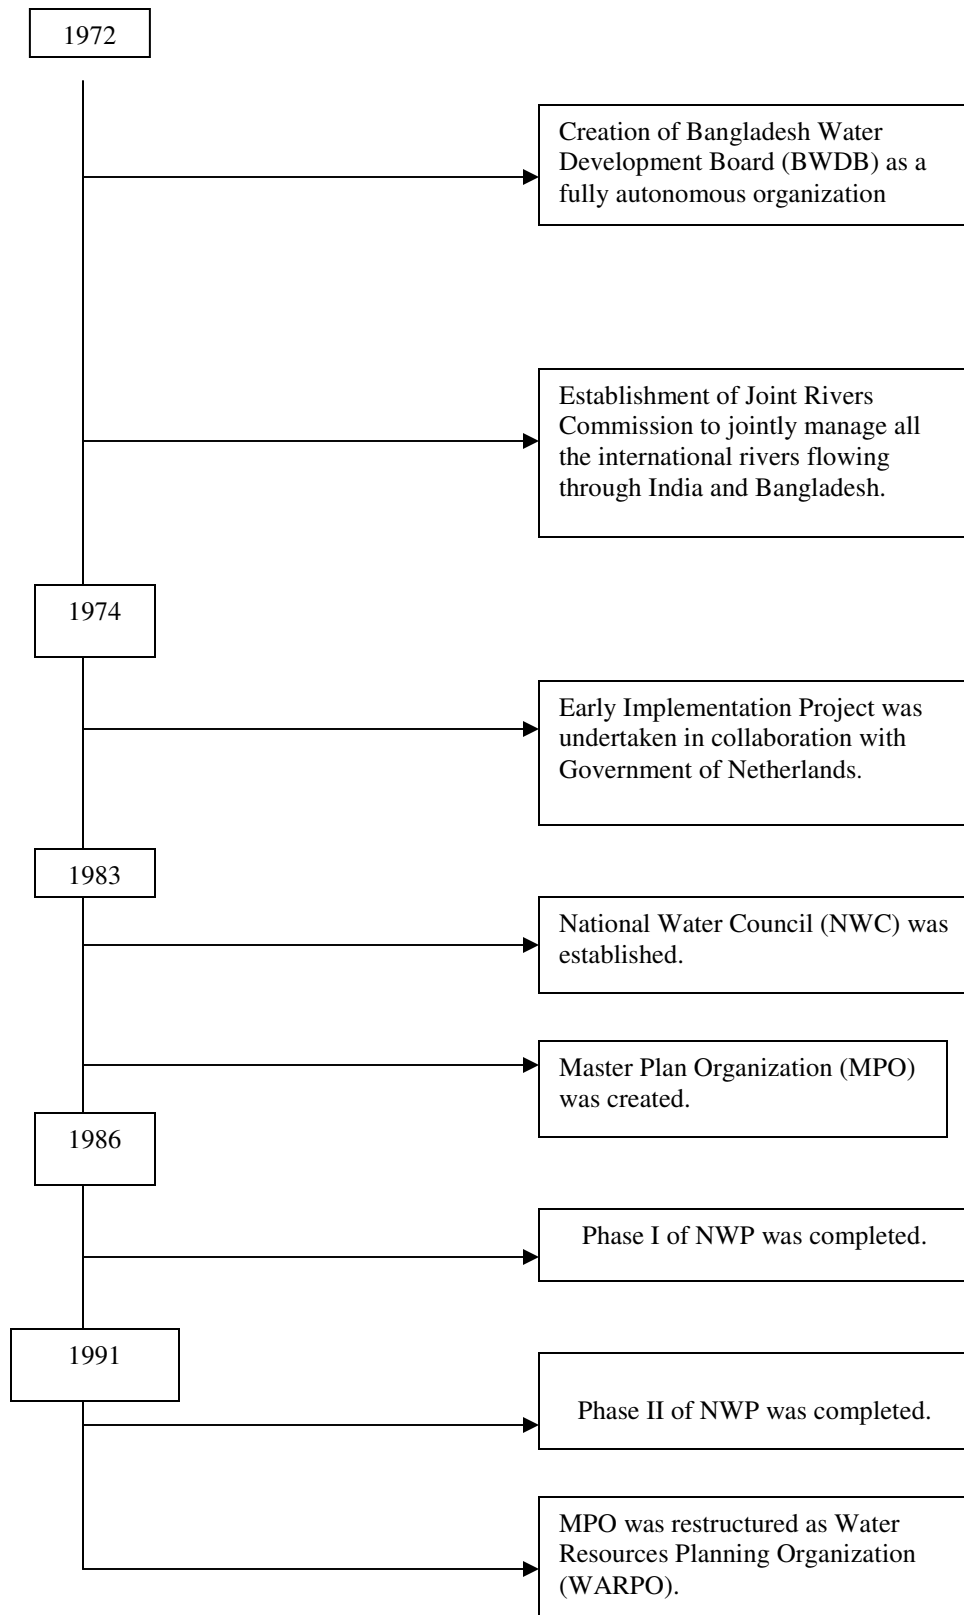 1972
Creation of Bangladesh Water
Development Board (BWDB) as a
fully autonomous organization
Establishment of Joint Rivers
Commission to jointly manage all
the international rivers flowing
through India and Bangladesh.
1974
Early Implementation Project was
undertaken in collaboration with
Government of Netherlands.
1983
National Water Council (NWC) was
established.
Master Plan Organization (MPO)
was created.
1986
Phase I of NWP was completed.
1991
Phase II of NWP was completed.
MPO was restructured as Water
Resources Planning Organization
(WARPO).